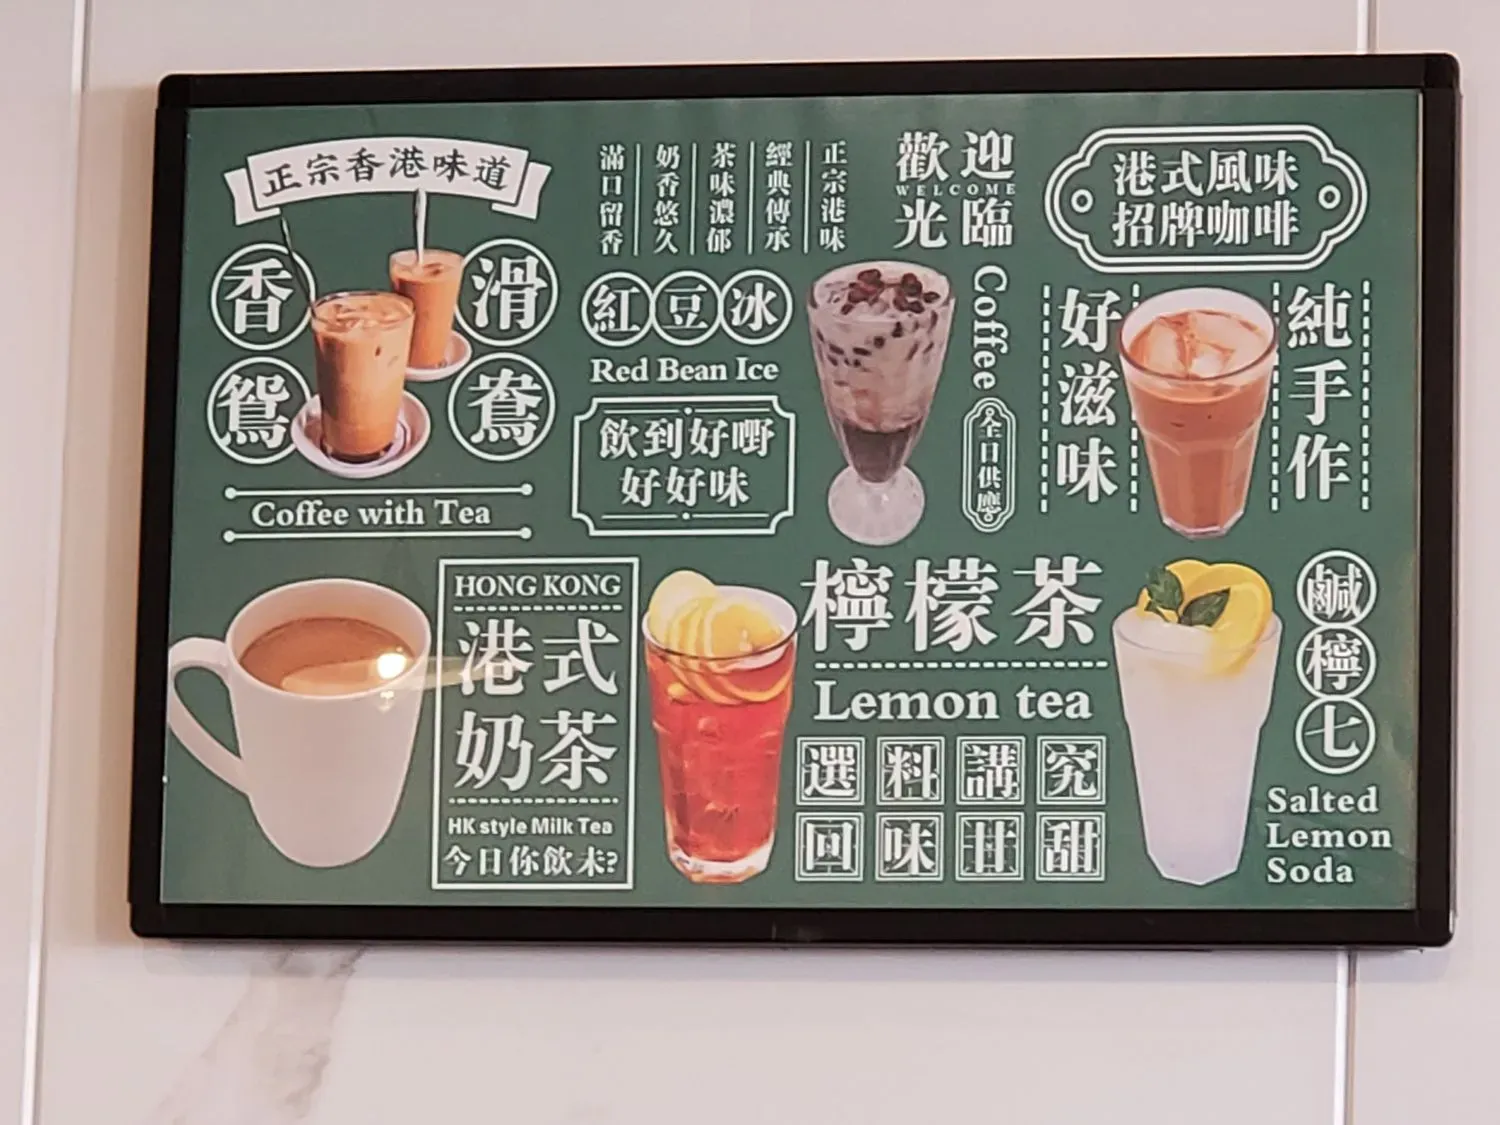 正宗香港味道
香滑
鴛鴦
Coffee with Tea
正宗港味
經典傳承
茶味濃郁
奶香悠久
滿口留香
紅豆冰
Red Bean Ice
飲到好嘢
好好味
歡迎
WELCOME
光臨
Coffee
全日供應
港式風味
招牌咖啡
純手作
好滋味
HONG KONG
港式
奶茶
HK style Milk Tea
今日你飲未?
檸檬茶
Lemon tea
選料講究
回味甘甜
鹹檸七
Salted
Lemon
Soda